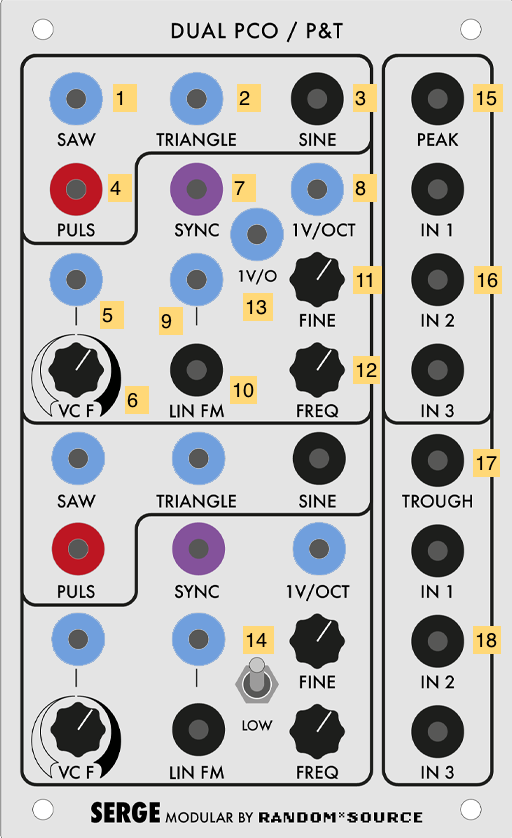 DUAL PCO / P&T
1 2 3 15
SAW TRIANGLE SINE PEAK
4 7 8
PULS SYNC 1V/OCT IN 1
1V/O
5 9 13 11 16
FINE IN 2
6 10 12
VC F LIN FM FREQ IN 3
17
SAW TRIANGLE SINE TROUGH
PULS SYNC 1V/OCT IN 1
14 18
FINE IN 2
LOW
VC F LIN FM FREQ IN 3
SERGE MODULAR BY RANDOM*SOURCE